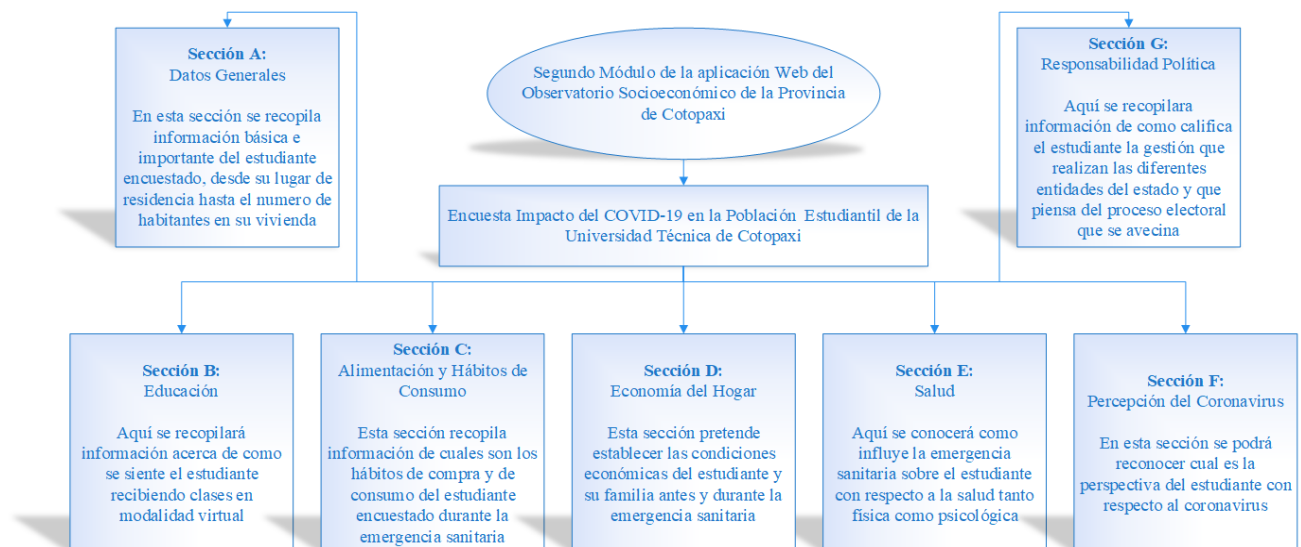 Sección A:
Datos Generales
En esta sección se recopila
información básica e
importante del estudiante
encuestado, desde su lugar de
residencia hasta el numero de
habitantes en su vivienda
Segundo Módulo de la aplicación Web del
Observatorio Socioeconómico de la Provincia
de Cotopaxi
Sección G:
Responsabilidad Política
Aquí se recopilara
información de como califica
el estudiante la gestión que
realizan las diferentes
entidades del estado y que
piensa del proceso electoral
que se avecina
Encuesta Impacto del COVID-19 en la Población Estudiantil de la
Universidad Técnica de Cotopaxi
Sección B:
Educación
Aquí se recopilará
información acerca de como
se siente el estudiante
recibiendo clases en
modalidad virtual
Sección C:
Alimentación y Hábitos de
Consumo
Esta sección recopila
información de cuales son los
hábitos de compra y de
consumo del estudiante
encuestado durante la
emergencia sanitaria
Sección D:
Economía del Hogar
Esta sección pretende
establecer las condiciones
económicas del estudiante y
su familia antes y durante la
emergencia sanitaria
Sección E:
Salud
Aquí se conocerá como
influye la emergencia
sanitaria sobre el estudiante
con respecto a la salud tanto
física como psicológica
Sección F:
Percepción del Coronavirus
En esta sección se podrá
reconocer cual es la
perspectiva del estudiante con
respecto al coronavirus